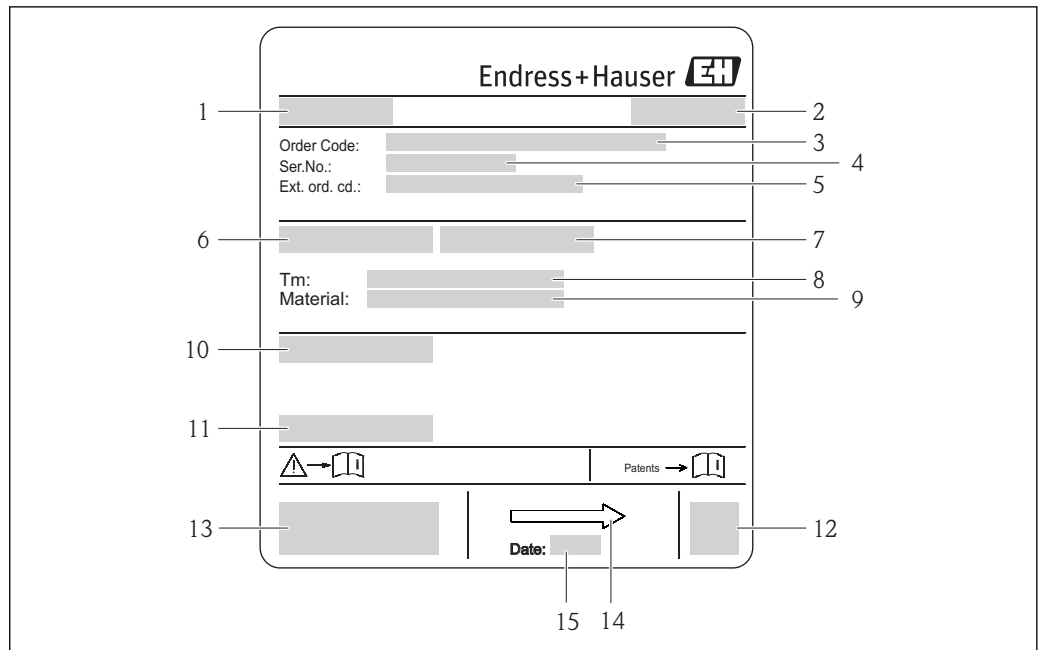 Endress+Hauser EH
1 2
Order Code: 3
Ser.No.: 4
Ext. ord. cd.: 5
6 7
Tm: 8
Material: 9
10
11
Patents
13 12
Date:
15 14